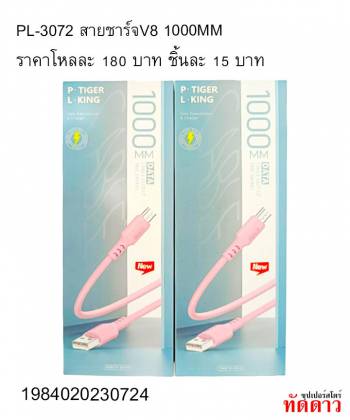 PL-3072 สายชาร์จV8 1000MM
ราคาโหลละ 180 บาท ชิ้นละ 15 บาท
P TIGER
L KING
1000
MM
DATA
New
P TIGER
L KING
1000
MM
DATA
New
1984020230724
ซุปเปอร์สโตร์
ทัดดาว